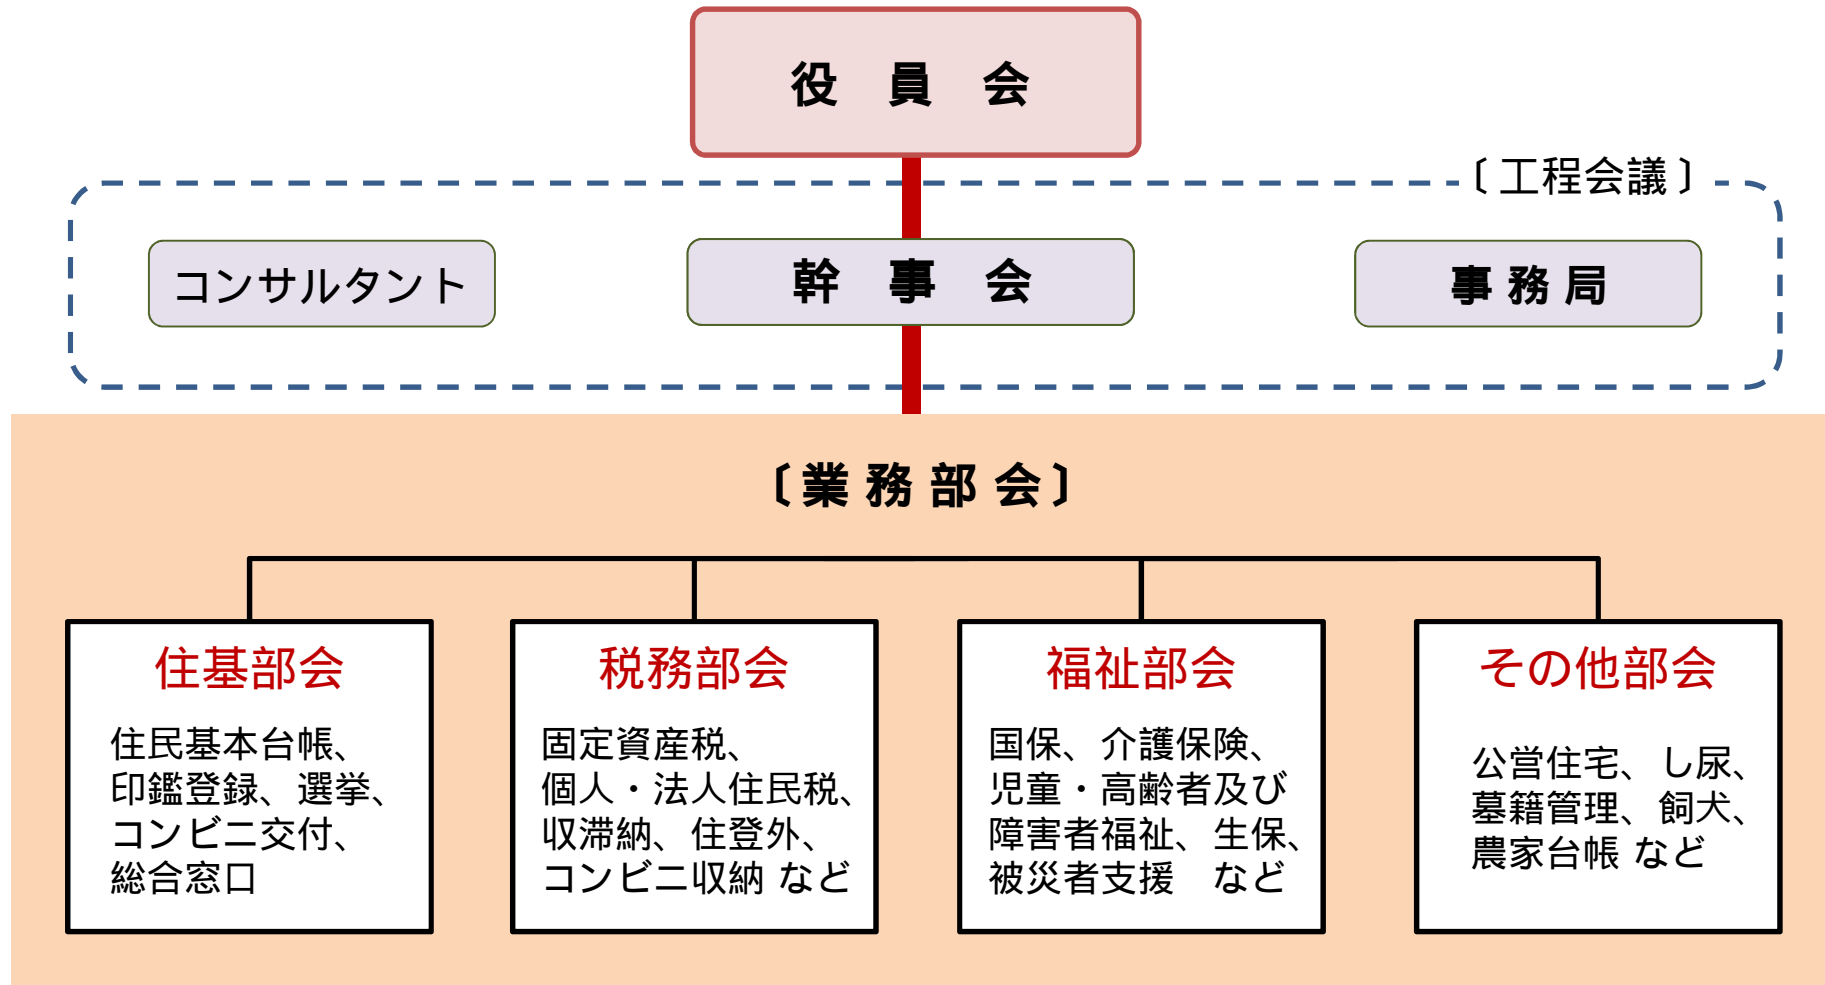 役 員 会
〔 工程会議 〕
コンサルタント
幹 事 会
事 務 局
〔業 務 部 会〕
住基部会
住民基本台帳、
印鑑登録、選挙、
コンビニ交付、
総合窓口
税務部会
固定資産税、
個人・法人住民税、
収滞納、住登外、
コンビニ収納 など
福祉部会
国保、介護保険、
児童・高齢者及び
障害者福祉、生保、
被災者支援 など
その他部会
公営住宅、し尿、
墓籍管理、飼犬、
農家台帳 など